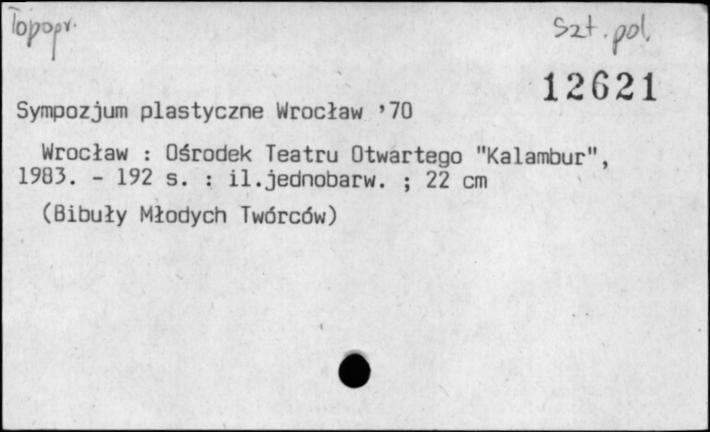 Topopr.
Szt. pol.
12621
Sympozjum plastyczne Wrocław '70
Wrocław : Ośrodek Teatru Otwartego "Kalambur",
1983. - 192 s. : il.jednobarw. ; 22 cm
(Bibuły Młodych Twórców)